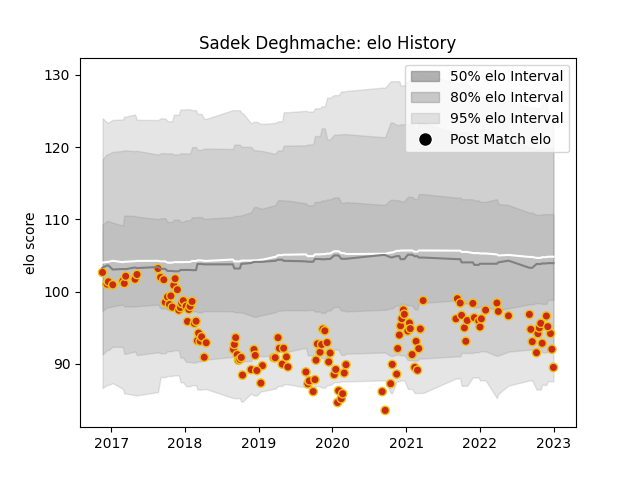 Sadek Deghmache: elo History
130
120
110
100
90
elo score
50% elo Interval
80% elo Interval
95% elo Interval
Post Match elo
2017 2018 2019 2020 2021 2022 2023